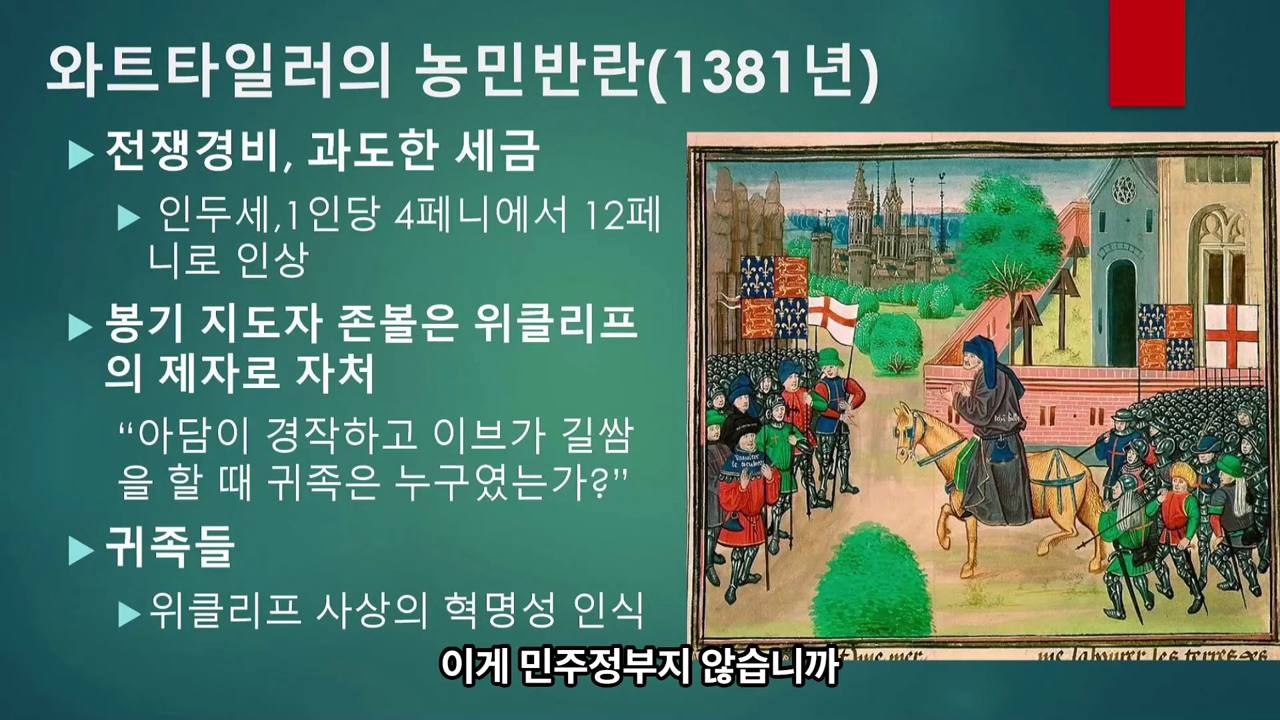 와트타일러의 농민반란(1381년)
전쟁경비, 과도한 세금
인두세,1인당 4페니에서 12페
니로 인상
봉기 지도자 존볼은 위클리프
의 제자로 자처
“아담이 경작하고 이브가 길쌈
을 할 때 귀족은 누구였는가?”
귀족들
위클리프 사상의 혁명성 인식
이게 민주정부지 않습니까